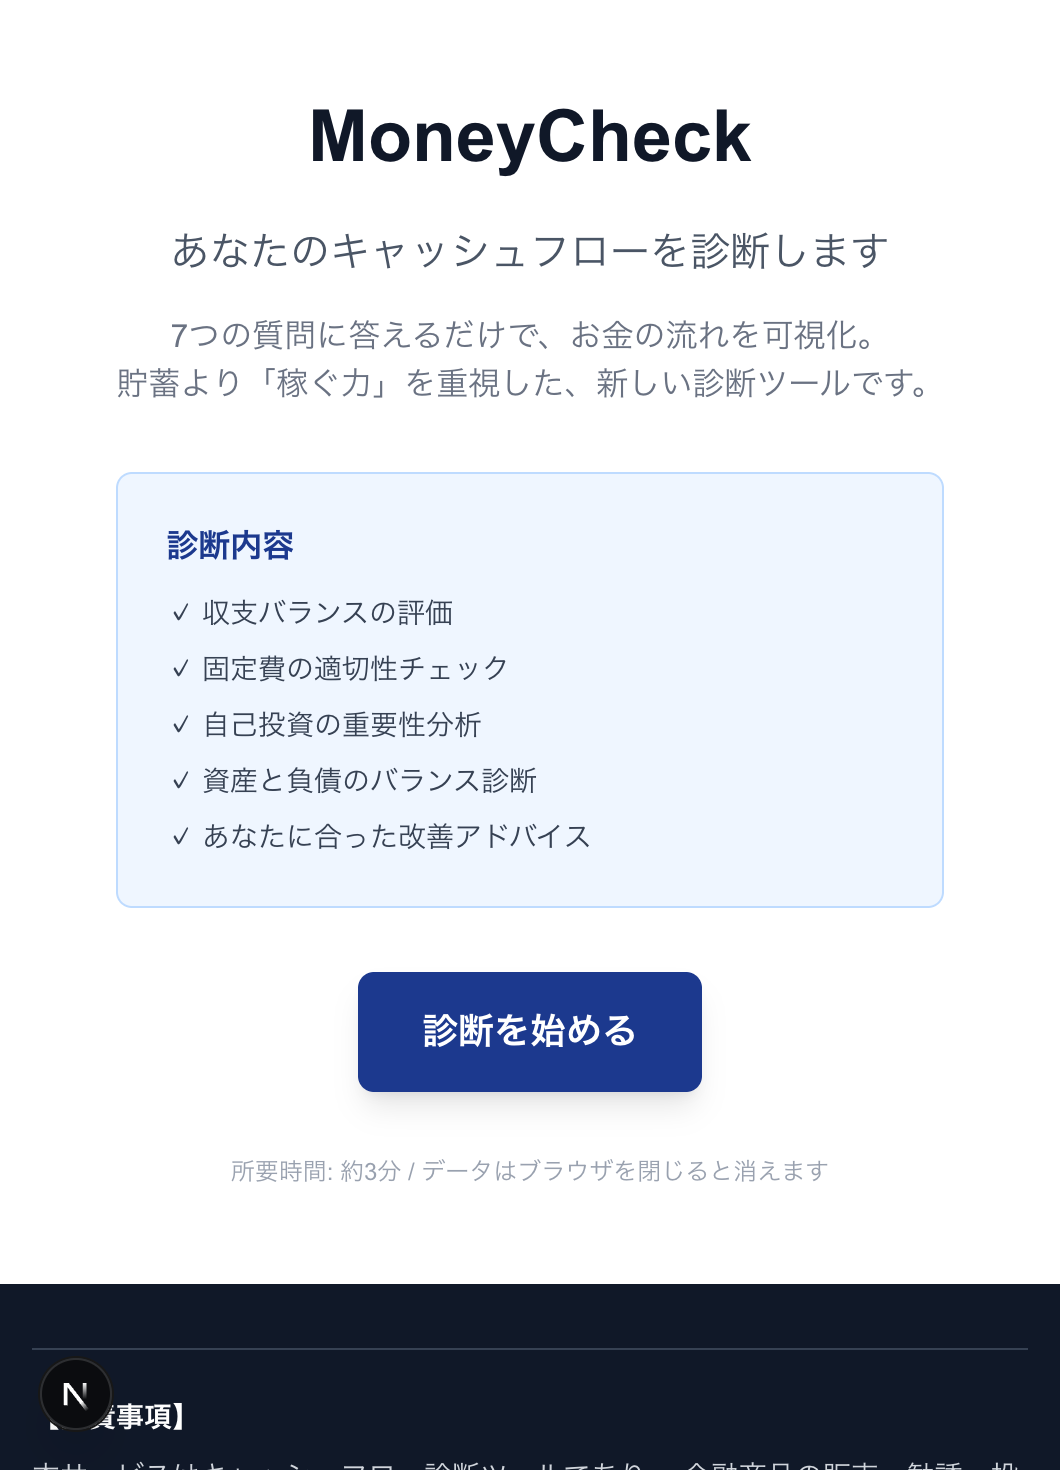 MoneyCheck
あなたのキャッシュフローを診断します
7つの質問に答えるだけで、お金の流れを可視化。
貯蓄より「稼ぐ力」を重視した、新しい診断ツールです。
診断内容
✓ 収支バランスの評価
✓ 固定費の適切性チェック
✓ 自己投資の重要性分析
✓ 資産と負債のバランス診断
✓ あなたに合った改善アドバイス
診断を始める
所要時間: 約3分 / データはブラウザを閉じると消えます
N
責事項】